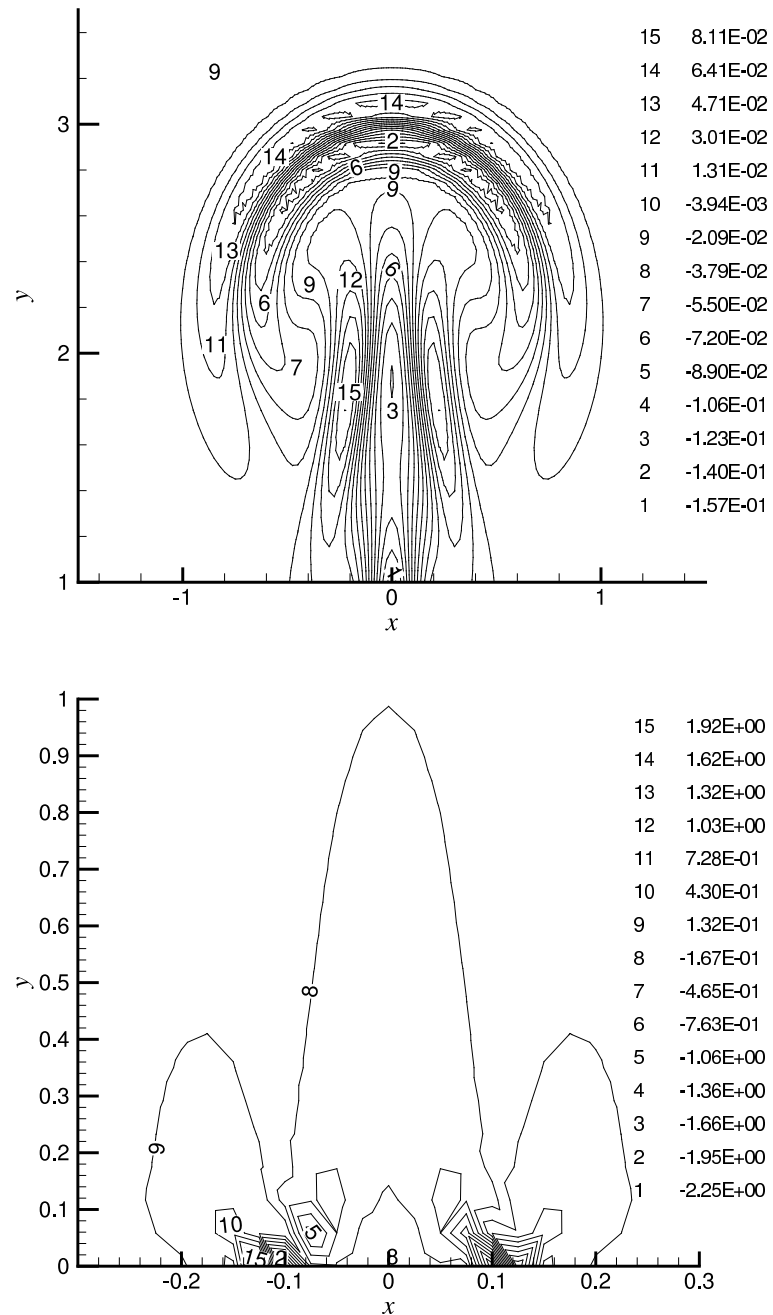 15 8.11E-02
14 6.41E-02
13 4.71E-02
12 3.01E-02
11 1.31E-02
10 -3.94E-03
9 -2.09E-02
8 -3.79E-02
7 -5.50E-02
6 -7.20E-02
5 -8.90E-02
4 -1.06E-01
3 -1.23E-01
2 -1.40E-01
1 -1.57E-01
9
14
2
14
6
9
9
13
6
12
9
6
11
7
15
3
3
2
1
y
-1 0 1
x
15 1.92E+00
14 1.62E+00
13 1.32E+00
12 1.03E+00
11 7.28E-01
10 4.30E-01
9 1.32E-01
8 -1.67E-01
7 -4.65E-01
6 -7.63E-01
5 -1.06E+00
4 -1.36E+00
3 -1.66E+00
2 -1.95E+00
1 -2.25E+00
1
0.9
0.8
0.7
0.6
0.5
0.4
0.3
0.2
0.1
0
y
8
9
10
5
15
8
-0.2 -0.1 0 0.1 0.2 0.3
x